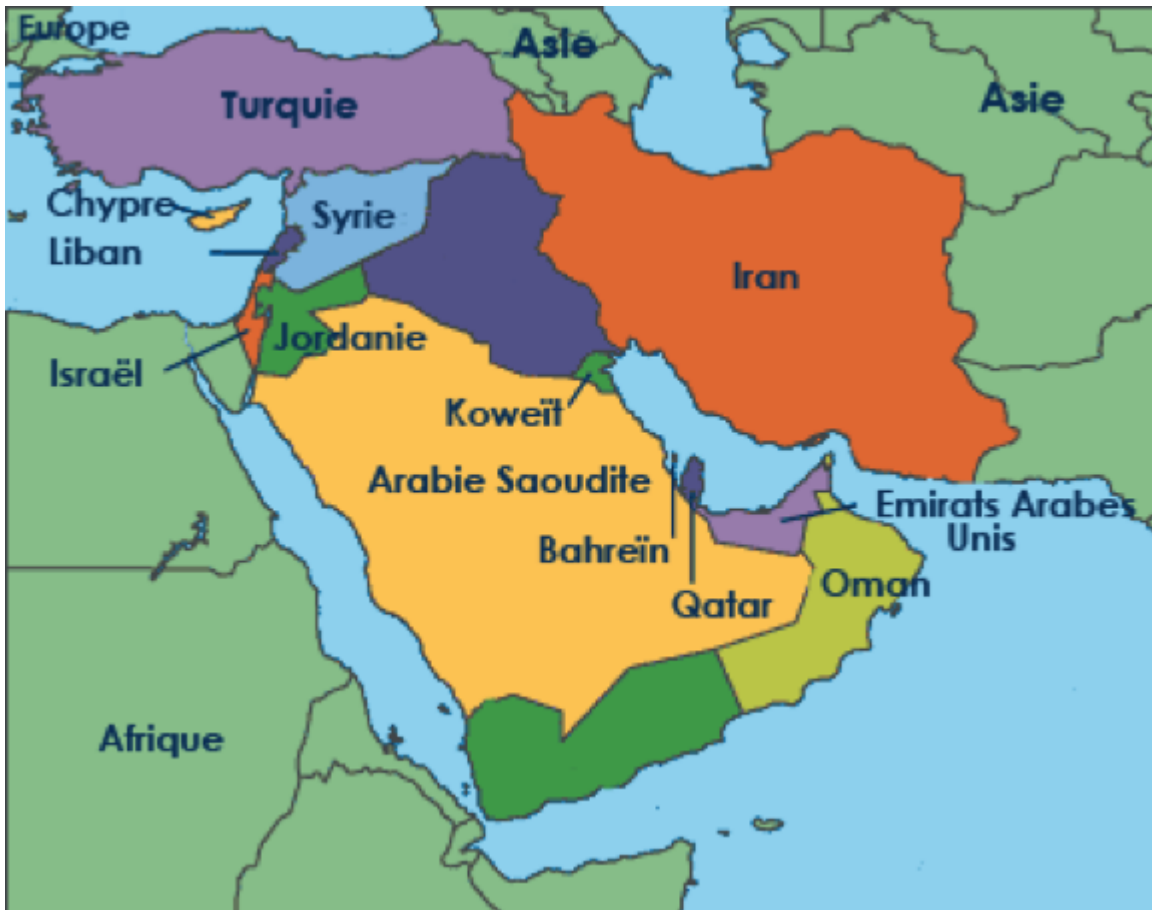 Europe
Asie
Asie
Turquie
Chypre
Syrie
Liban
Iran
Jordanie
Israël
Koweït
Arabie Saoudite
Emirats Arabes
Unis
Bahreïn
Oman
Qatar
Afrique